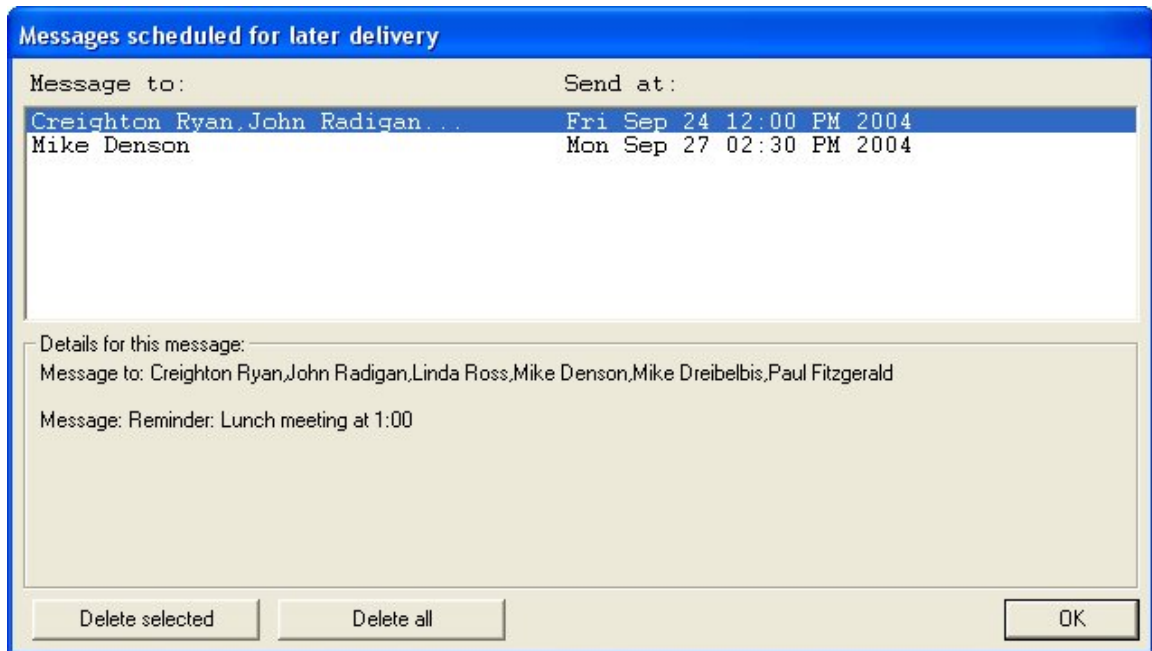 Messages scheduled for later delivery
Message to: Send at:
Creighton Ryan,John Radigan... Fri Sep 24 12:00 PM 2004
Mike Denson Mon Sep 27 02:30 PM 2004
Details for this message:
Message to: Creighton Ryan,John Radigan,Linda Ross,Mike Denson,Mike Dreibelbis,Paul Fitzgerald
Message: Reminder: Lunch meeting at 1:00
Delete selected Delete all OK